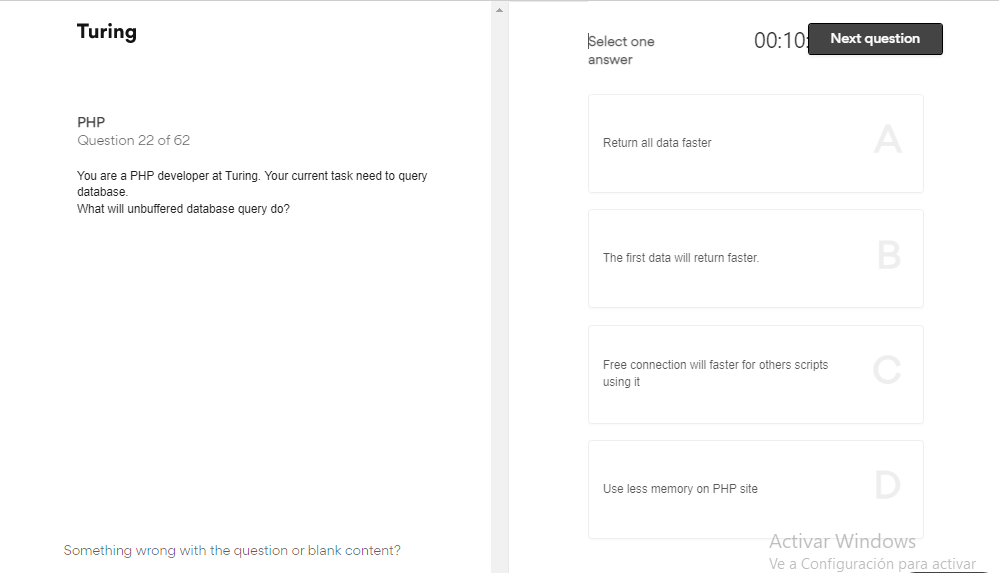 Turing
PHP
Question 22 of 62
You are a PHP developer at Turing. Your current task need to query
database.
What will unbuffered database query do?
Something wrong with the question or blank content?
Select one
answer
00:10:
Next question
Return all data faster
A
The first data will return faster.
B
Free connection will faster for others scripts
using it
C
Use less memory on PHP site
D
Activar Windows
Ve a Configuración para activar